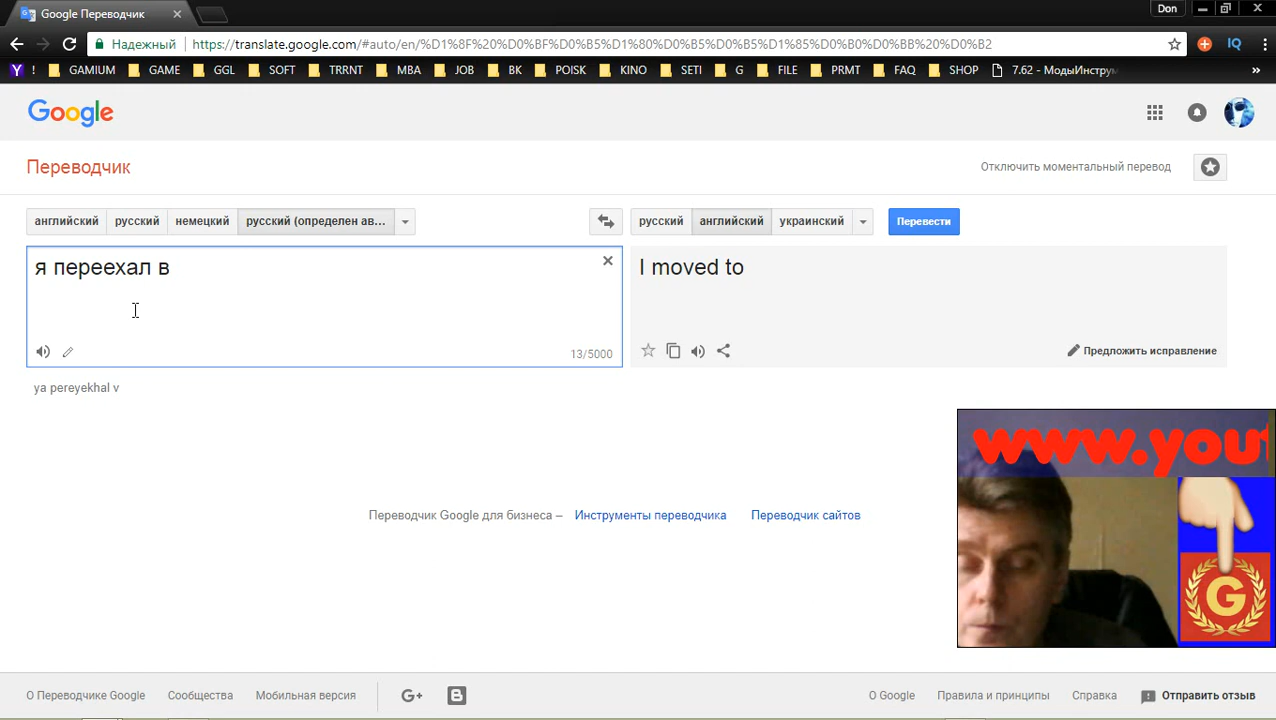 Google Переводчик
Don
Надежный
https://translate.google.com/#auto/en/%D1%8F%20%D0%BF%D0%B5%D1%80%D0%B5%D0%B5%D1%85%D0%B0%D0%BB%20%D0%B2
IQ
Y ! GAMIUM GAME GGL SOFT TRRNT MBA JOB BK POISK KINO SETI G FILE PRMT FAQ SHOP 7.62 - МодыИнструм »
Google
Переводчик
Отключить моментальный перевод
английский русский немецкий русский (определен ав...
русский английский украинский Перевести
я переехал в
I moved to
13/5000
Предложить исправление
ya pereyekhal v
www.yout
G
Переводчик Google для бизнеса – Инструменты переводчика Переводчик сайтов
О Переводчике Google Сообщества Мобильная версия G+ B О Google Правила и принципы Справка Отправить отзыв